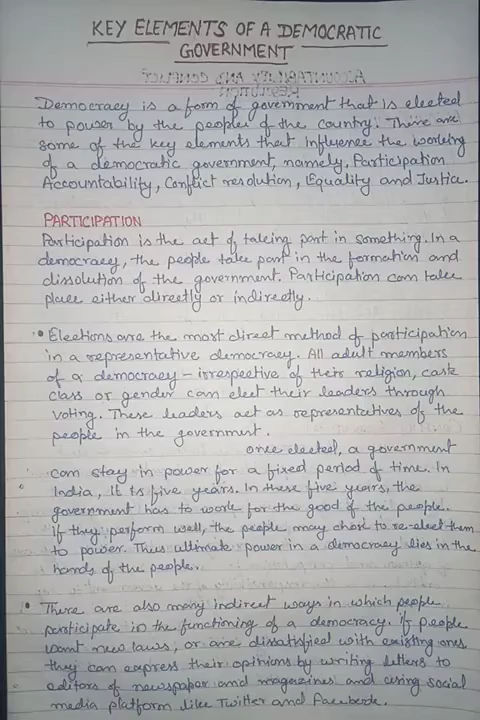 KEY ELEMENTS OF A DEMOCRATIC
GOVERNMENT
Democracy is a form of government that is elected
to power by the people of the country. There are
some of the key elements that influence the working
of a democratic government, namely, Participation
Accountability, Conflict resolution, Equality and Justice.
PARTICIPATION
Participation is the act of taking part in something. In a
democracy, the people take part in the formation and
dissolution of the government. Participation can take
place either directly or indirectly.
• Elections are the most direct method of participation
in a representative democracy. All adult members
of a democracy - irrespective of their religion, caste
class or gender can elect their leaders through
voting. These leaders act as representatives of the
people in the government.
once elected, a government
can stay in power for a fixed period of time. In
India, it is five years. In these five years, the
government has to work for the good of the people.
if they perform well, the people may chose to re-elect them
to power. Thus ultimate power in a democracy lies in the
hands of the people.
• There are also many indirect ways in which people
participate in the functioning of a democracy. if people
want new laws, or are dissatisfied with existing ones
they can express their opinions by writing letters to
editors of newspaper and magazines and using social
media platform like Twitter and Facebook.